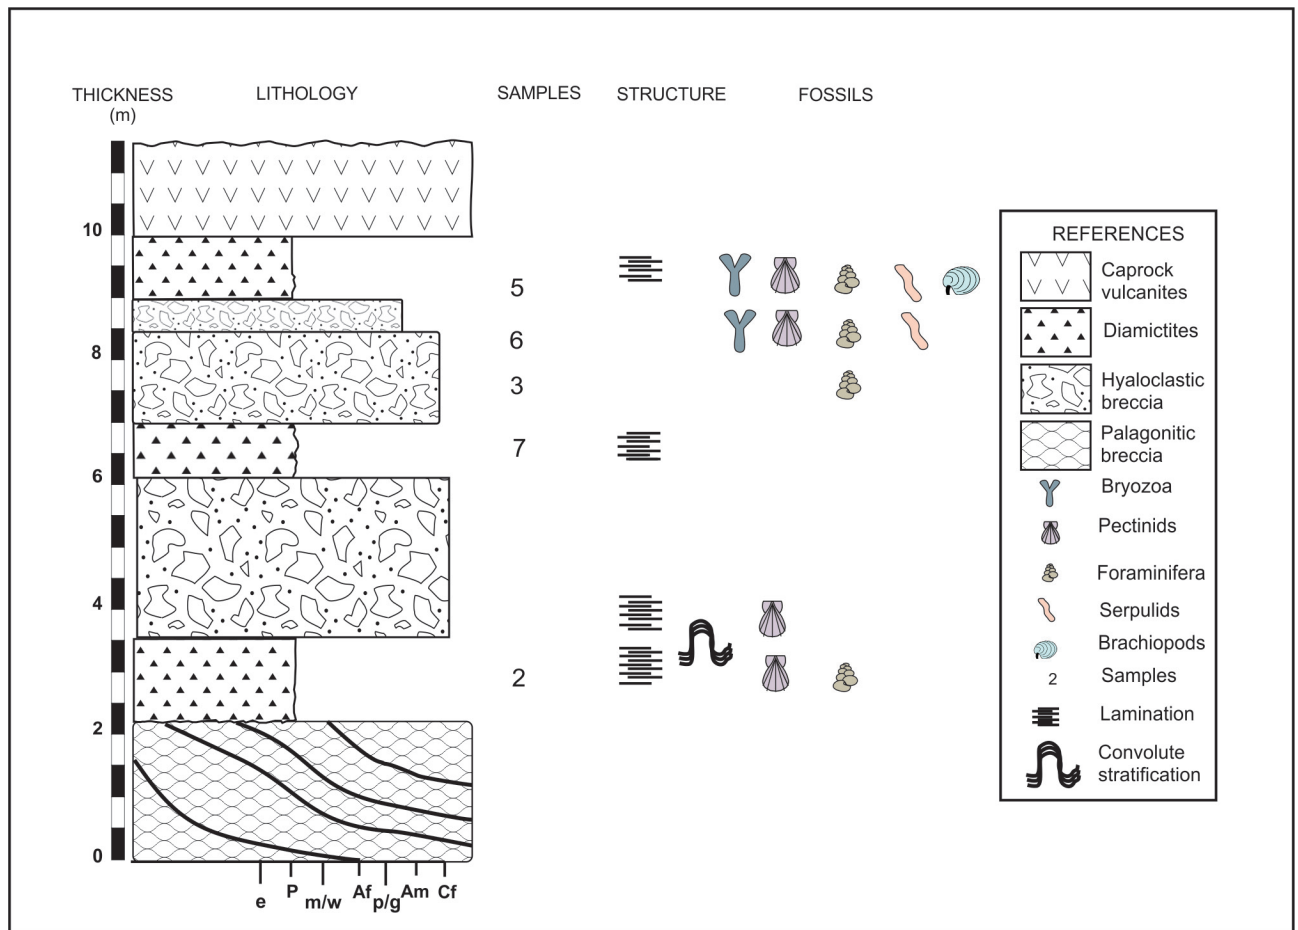 THICKNESS
(m)
LITHOLOGY
SAMPLES
STRUCTURE
FOSSILS
10
8
6
4
2
0
5
6
3
7
2
e
P
m/w
Af
p/g
Am
Cf
REFERENCES
Caprock
vulcanites
Diamictites
Hyaloclastic
breccia
Palagonitic
breccia
Bryozoa
Pectinids
Foraminifera
Serpulids
Brachiopods
2
Samples
Lamination
Convolute
stratification